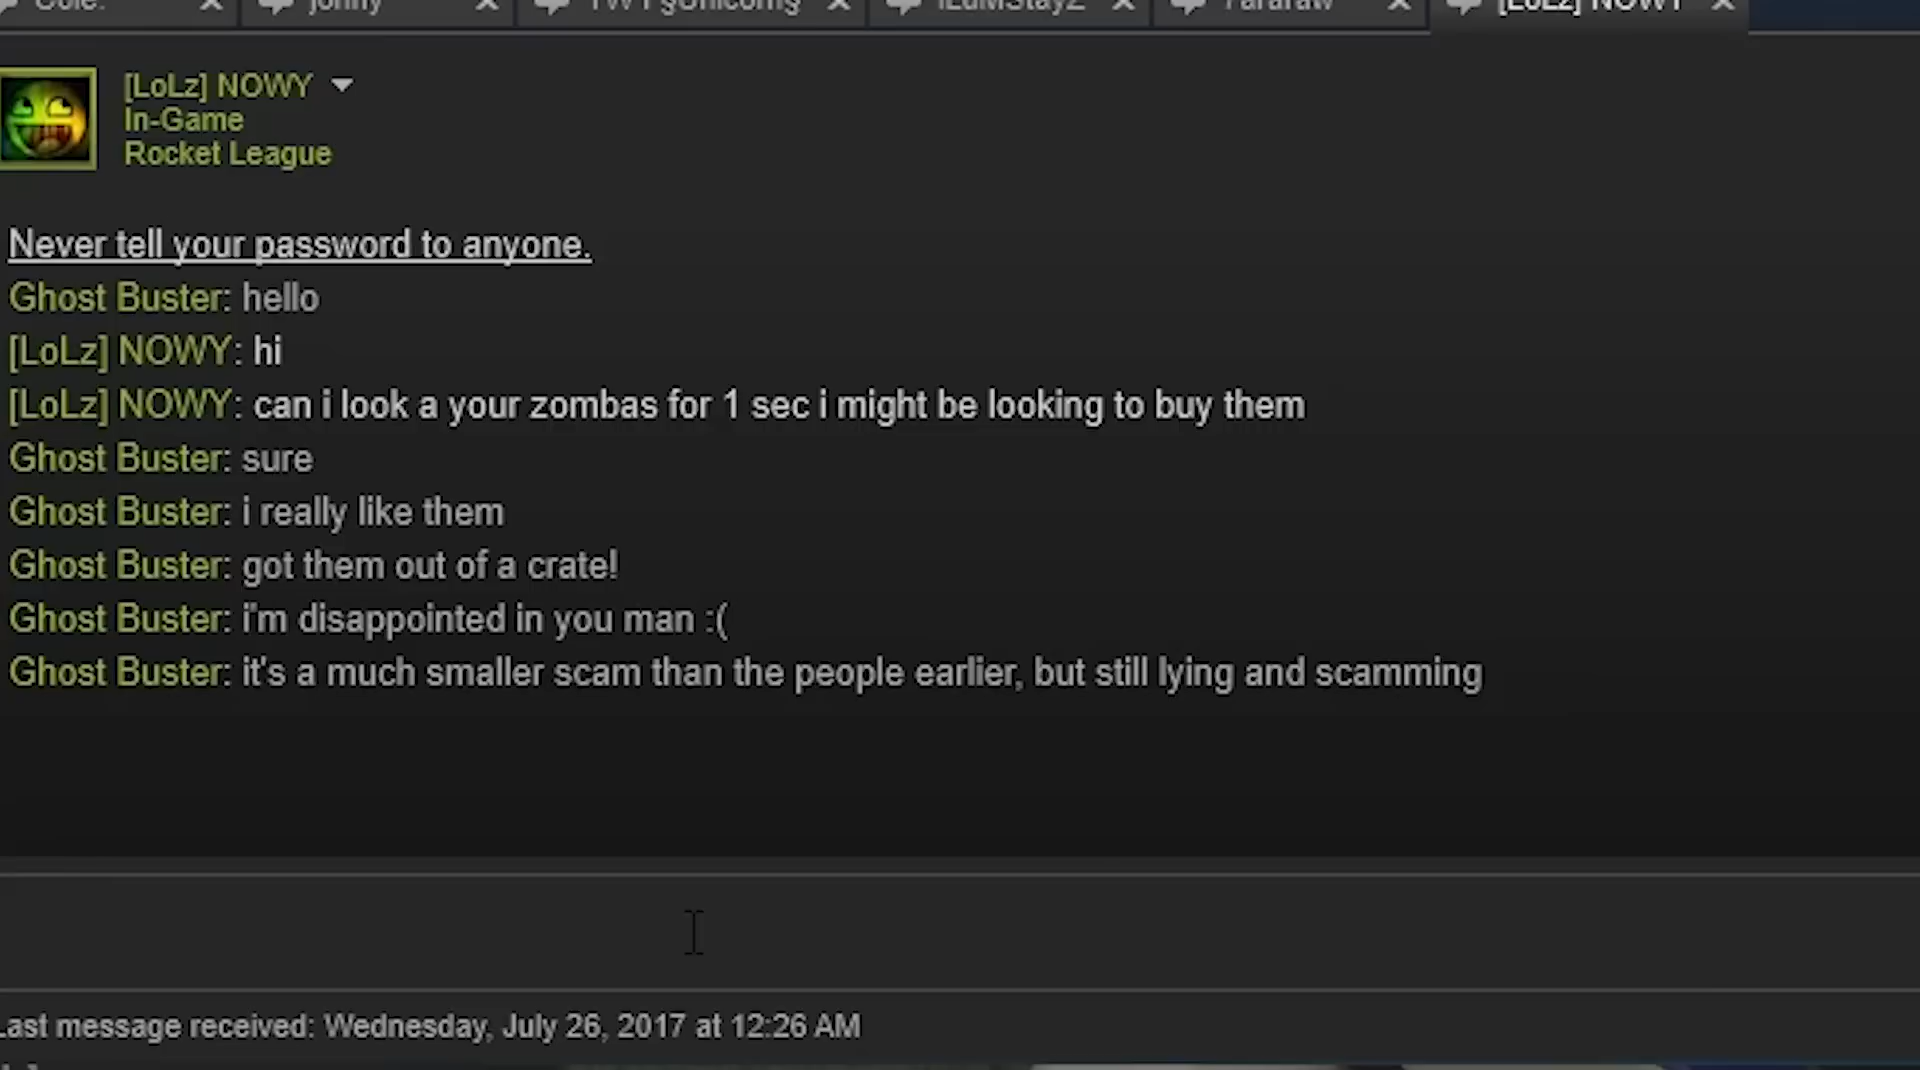 jonny
[LoLz] NOWY
[LoLz] NOWY
In-Game
Rocket League
Never tell your password to anyone.
Ghost Buster: hello
[LoLz] NOWY: hi
[LoLz] NOWY: can i look a your zombas for 1 sec i might be looking to buy them
Ghost Buster: sure
Ghost Buster: i really like them
Ghost Buster: got them out of a crate!
Ghost Buster: i'm disappointed in you man :(
Ghost Buster: it's a much smaller scam than the people earlier, but still lying and scamming
Last message received: Wednesday, July 26, 2017 at 12:26 AM